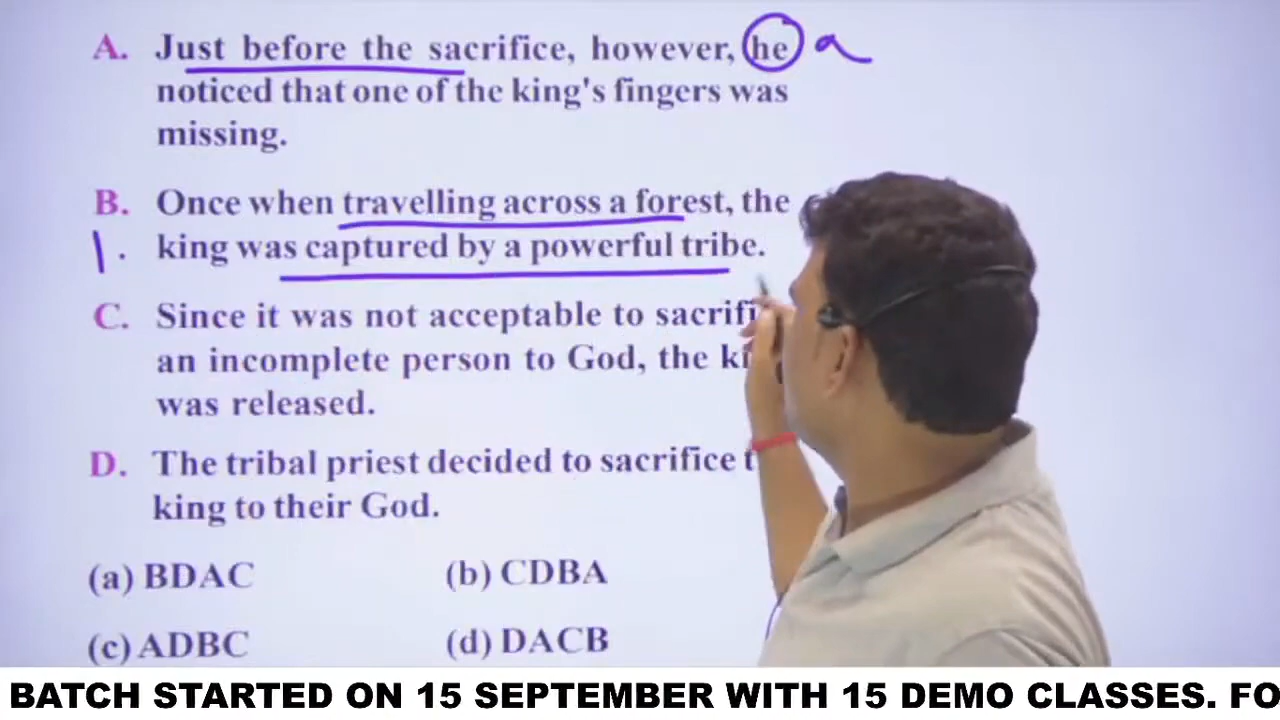 A. Just before the sacrifice, however, he a
noticed that one of the king's fingers was
missing.
B. Once when travelling across a forest, the
1. king was captured by a powerful tribe.
C. Since it was not acceptable to
an incomplete person to God, the
was released.
D. The tribal priest decided to sacrifice
king to their God.
(a) BDAC (b) CDBA
(c) ADBC (d) DACB
BATCH STARTED ON 15 SEPTEMBER WITH 15 DEMO CLASSES.